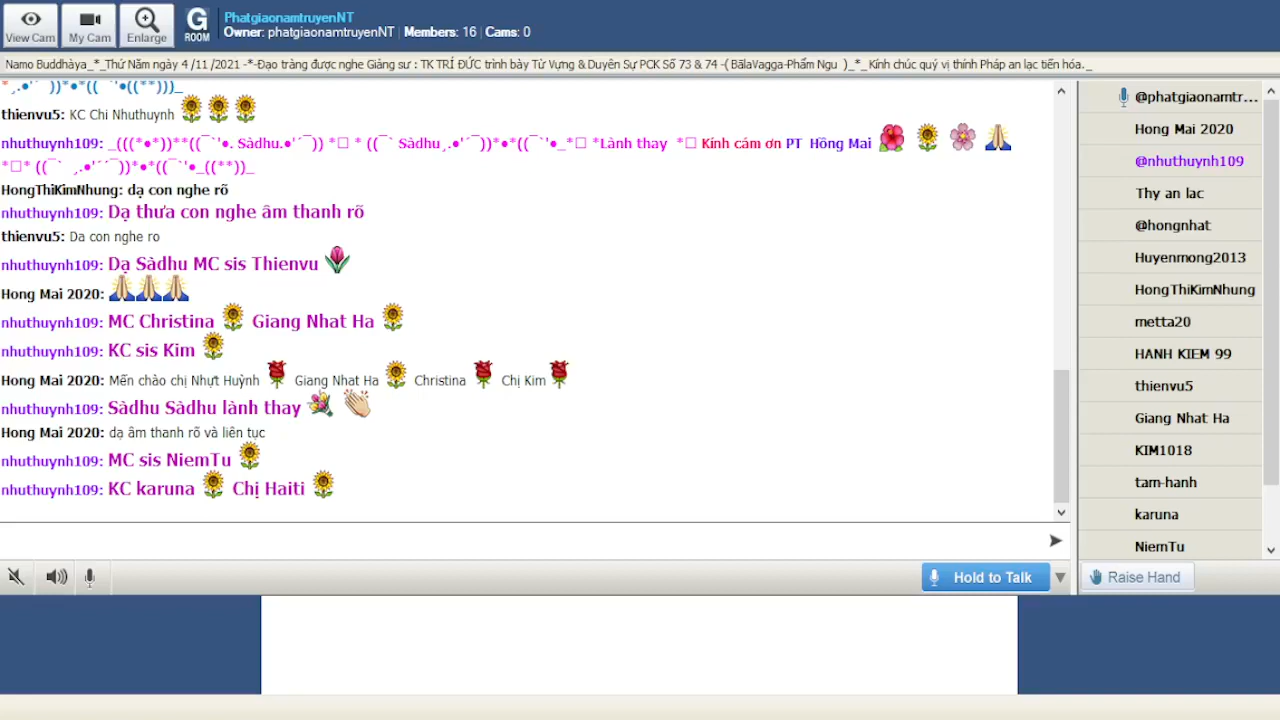 View Cam
My Cam
Enlarge
G ROOM
PhatgiaonamtruyenNT
Owner: phatgiaonamtruyenNT | Members: 16 | Cams: 0
Namo Buddhàya_*_Thứ Năm ngày 4 /11 /2021 -*-Đạo tràng được nghe Giảng sư : TK TRÍ ĐỨC trình bày Từ Vựng & Duyên Sự PCK Số 73 & 74 -( BãlaVagga-Phẩm Ngu )_*_ Kính chúc quý vị thính Pháp an lạc tiến hóa._
*¸.•'´ ))*•*(( `'•((**)))_
thienvu5: KC Chi Nhuthuynh 🌻🌻🌻
nhuthuynh109: _(((*•*))**((¯`'•. Sàdhu.•'´¯)) *□ * ((¯` Sàdhu¸.•'´¯))*•*((¯`'•_*□ *Lành thay *□ Kính cám ơn PT Hồng Mai 🌺 🌻 🌸 🙏
*□* ((¯` ¸.•'´´¯))*•*((¯`'•_((**))_
HongThiKimNhung: dạ con nghe rõ
nhuthuynh109: Dạ thưa con nghe âm thanh rõ
thienvu5: Da con nghe ro
nhuthuynh109: Dạ Sàdhu MC sis Thienvu 🌷
Hong Mai 2020: 🙏🙏🙏
nhuthuynh109: MC Christina 🌻 Giang Nhat Ha 🌻
nhuthuynh109: KC sis Kim 🌻
Hong Mai 2020: Mến chào chị Nhựt Huỳnh 🌹 Giang Nhat Ha 🌻 Christina 🌹 Chị Kim 🌹
nhuthuynh109: Sàdhu Sàdhu lành thay 💐 👏
Hong Mai 2020: dạ âm thanh rõ và liên tục
nhuthuynh109: MC sis NiemTu 🌻
nhuthuynh109: KC karuna 🌻 Chị Haiti 🌻
@phatgiaonamtr...
Hong Mai 2020
@nhuthuynh109
Thy an lac
@hongnhat
Huyenmong2013
HongThiKimNhung
metta20
HANH KIEM 99
thienvu5
Giang Nhat Ha
KIM1018
tam-hanh
karuna
NiemTu
Hold to Talk
Raise Hand